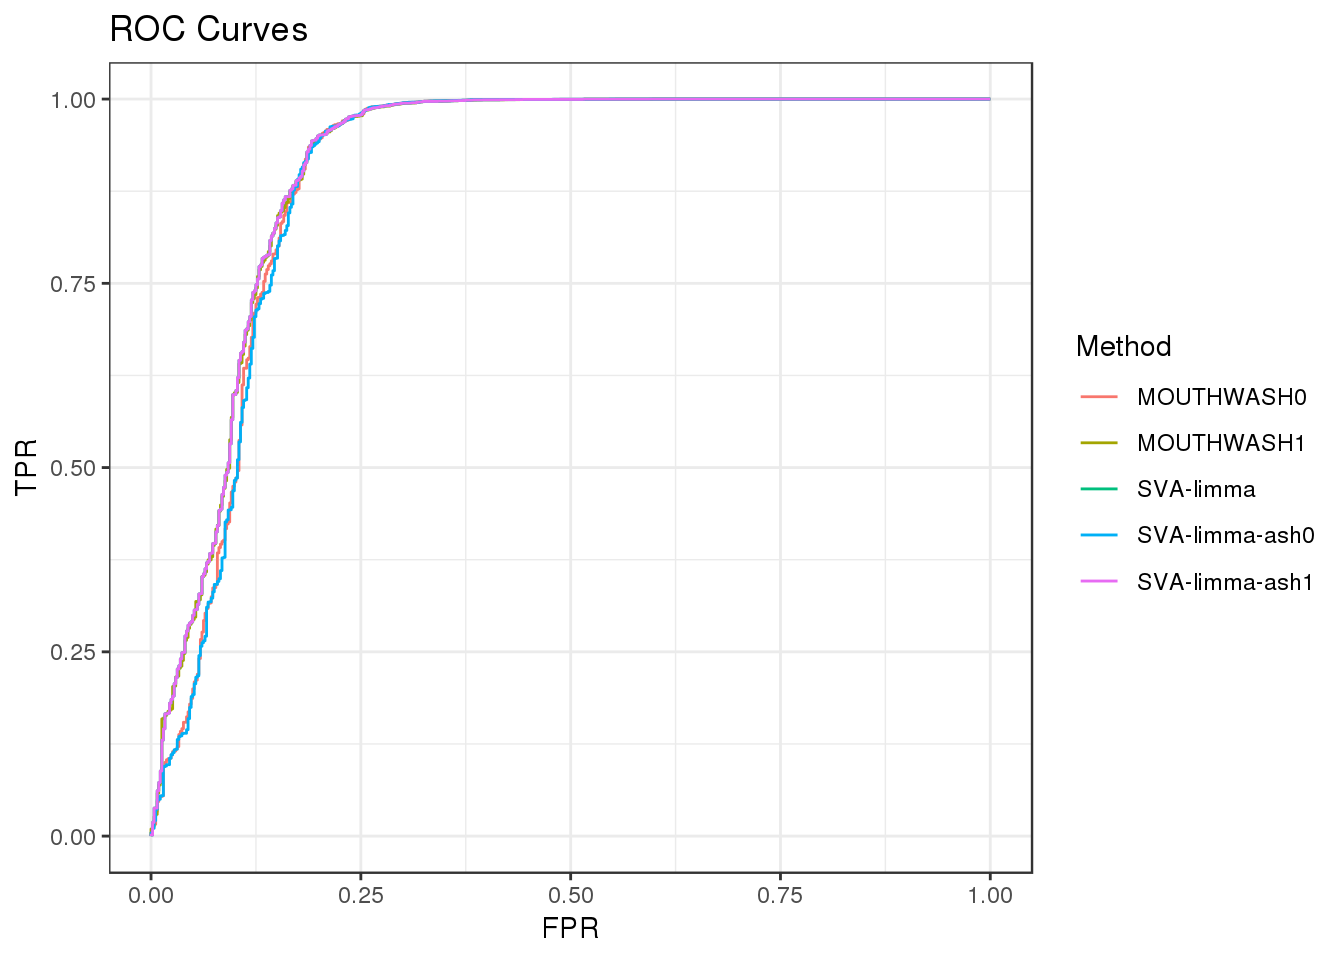 ROC Curves
1.00
0.75
0.50
0.25
0.00
TPR
0.00 0.25 0.50 0.75 1.00
FPR
Method
MOUTHWASH0
MOUTHWASH1
SVA-limma
SVA-limma-ash0
SVA-limma-ash1